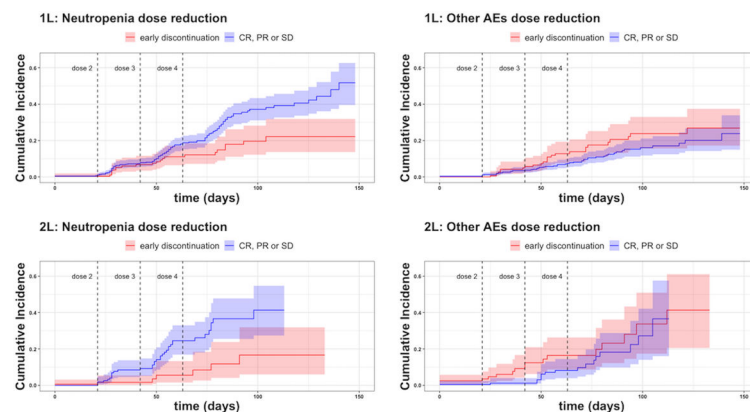 1L: Neutropenia dose reduction
early discontinuation CR, PR or SD
dose 2 dose 3 dose 4
Cumulative Incidence
0.6
0.4
0.2
0.0
0 50 100 150
time (days)
1L: Other AEs dose reduction
early discontinuation CR, PR or SD
dose 2 dose 3 dose 4
Cumulative Incidence
0.6
0.4
0.2
0.0
0 50 100 150
time (days)
2L: Neutropenia dose reduction
early discontinuation CR, PR or SD
dose 2 dose 3 dose 4
Cumulative Incidence
0.6
0.4
0.2
0.0
0 50 100 150
time (days)
2L: Other AEs dose reduction
early discontinuation CR, PR or SD
dose 2 dose 3 dose 4
Cumulative Incidence
0.6
0.4
0.2
0.0
0 50 100 150
time (days)